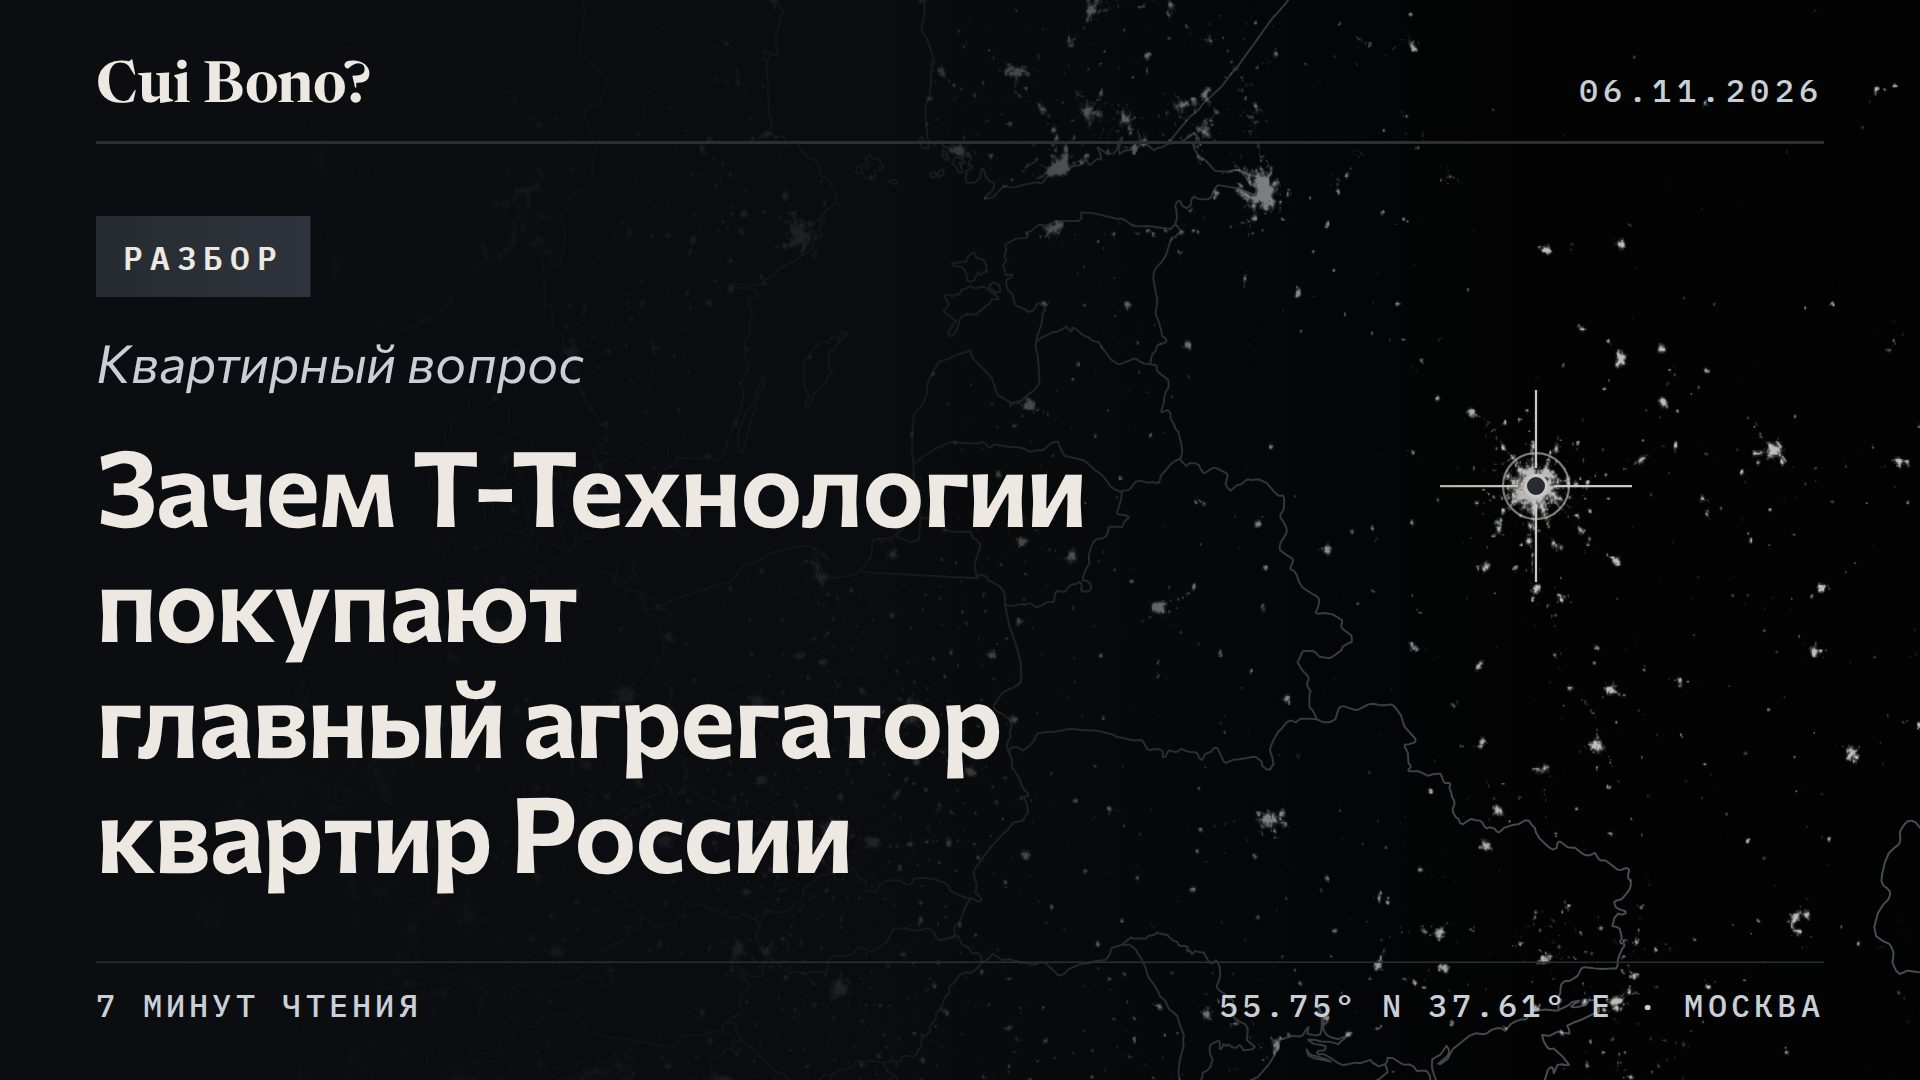 Cui Bono?
06.11.2026
РАЗБОР
Квартирный вопрос
Зачем Т-Технологии
покупают
главный агрегатор
квартир России
7 МИНУТ ЧТЕНИЯ
55.75° N 37.61° E · МОСКВА